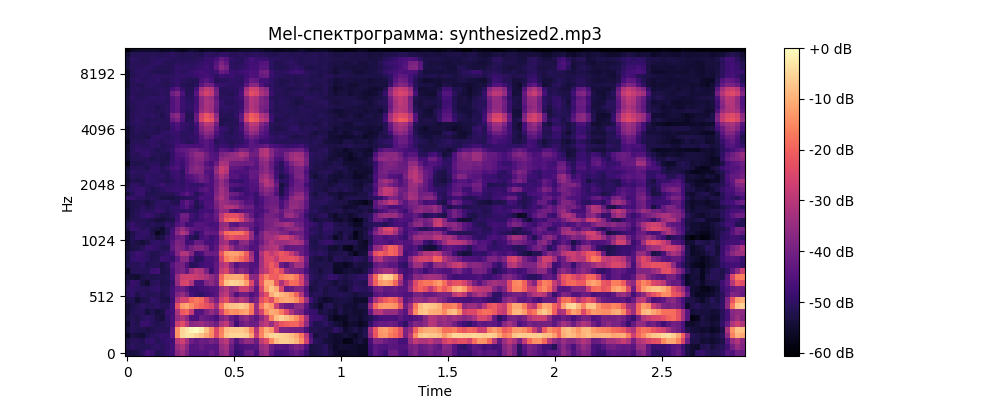 Mel-спектрограмма: synthesized2.mp3
8192
4096
2048
1024
512
0
Hz
0
0.5
1
1.5
2
2.5
Time
+0 dB
-10 dB
-20 dB
-30 dB
-40 dB
-50 dB
-60 dB